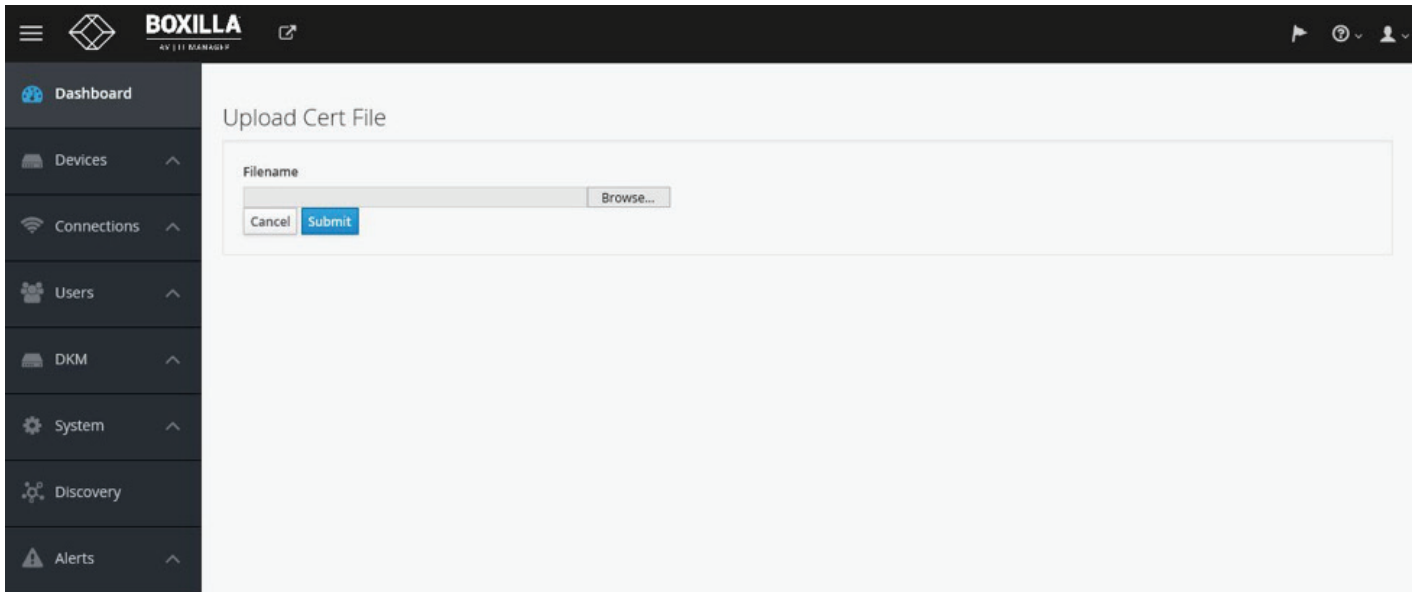 BOXILLA
AV | IT MANAGER
Dashboard
Devices
Connections
Users
DKM
System
Discovery
Alerts
Upload Cert File
Filename
Browse...
Cancel Submit